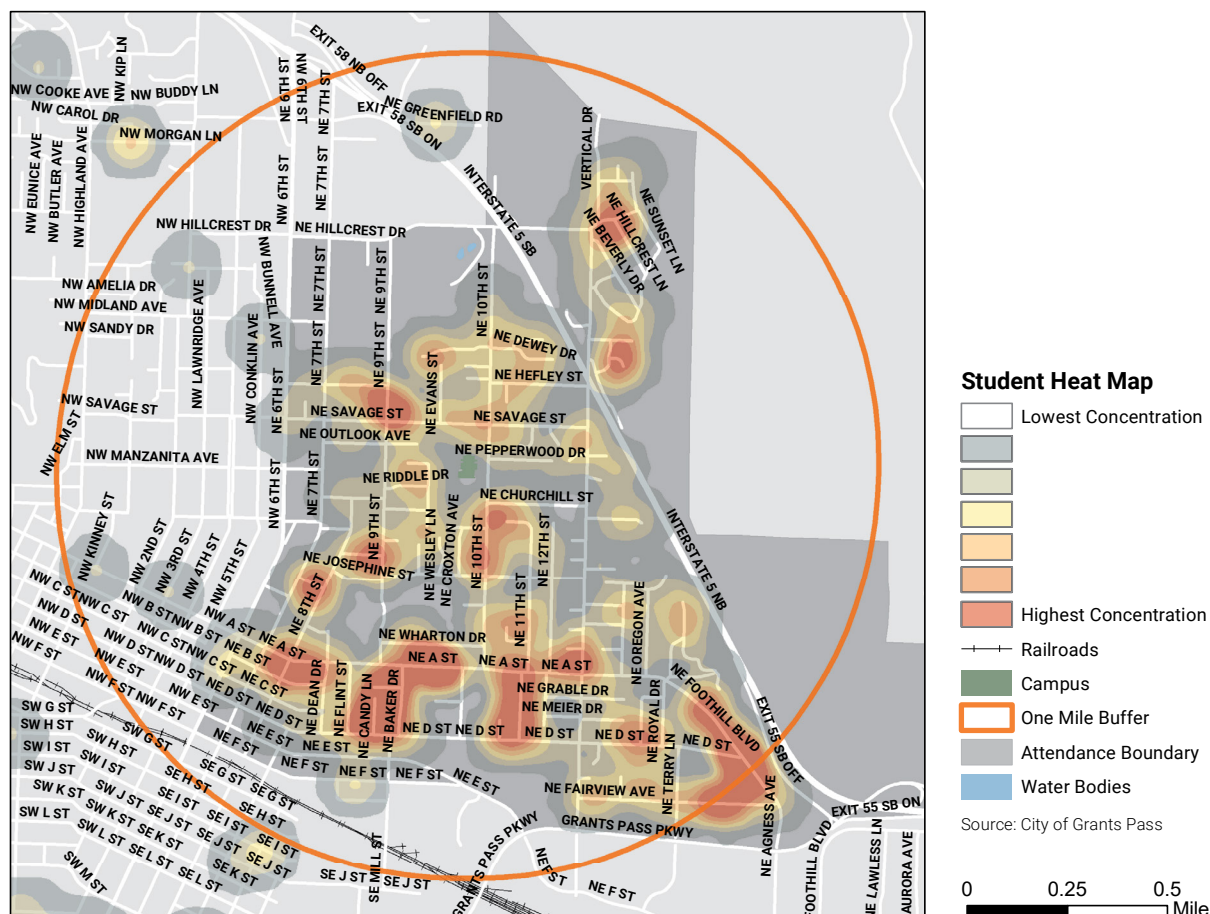 EXIT 58 NB OFF
NW KIP LN
NE 6TH ST
NW 6TH ST
NE 7TH ST
NW COOKE AVE
NW BUDDY LN
NE GREENFIELD RD
NW CAROL DR
EXIT 58 SB ON
NW MORGAN LN
VERTICAL DR
NW EUNICE AVE
NW BUTLER AVE
NW HIGHLAND AVE
NW 6TH ST
NE 7TH ST
INTERSTATE 5 SB
NE SUNSET LN
NE HILLCREST LN
NE BEVERLY DR
NW HILLCREST DR
NE HILLCREST DR
NW BUNNELL AVE
NE 7TH ST
NE 9TH ST
NE 10TH ST
NW AMELIA DR
NW MIDLAND AVE
NW SANDY DR
NW LAWNRIDGE AVE
NW CONKLIN AVE
NE 7TH ST
NE 9TH ST
NE DEWEY DR
NE EVANS ST
NE HEFLEY ST
NE 6TH ST
NW SAVAGE ST
NE SAVAGE ST
NE SAVAGE ST
NW ELM ST
NE OUTLOOK AVE
NE PEPPERWOOD DR
NW MANZANITA AVE
NW 6TH ST
NE 7TH ST
NE RIDDLE DR
NE CHURCHILL ST
NW KINNEY ST
NE 9TH ST
NE WESLEY LN
NE CROXTON AVE
NE 10TH ST
NE 12TH ST
INTERSTATE 5 NB
NW 2ND ST
NW 3RD ST
NW 4TH ST
NW 5TH ST
NE JOSEPHINE ST
NE 8TH ST
NE 11TH ST
NE OREGON AVE
NW C ST
NW C ST
NW B ST
NW B ST
NW A ST
NE A ST
NE WHARTON DR
NW D ST
NW C ST
NW C ST
NE B ST
NE A ST
NE A ST
NE A ST
NW E ST
NW D ST
NW D ST
NE C ST
NE DEAN DR
NE FLINT ST
NE CANDY LN
NE BAKER DR
NE GRABLE DR
NE ROYAL DR
NE FOOTHILL BLVD
NW F ST
NW E ST
NW E ST
NE D ST
NE D ST
NE MEIER DR
NW F ST
NW F ST
NE E ST
NE E ST
NE D ST
NE D ST
NE D ST
NE D ST
NE D ST
NE TERRY LN
EXIT 55 SB OFF
SW G ST
SW G ST
NE F ST
NE F ST
NE F ST
NE F ST
NE E ST
SW H ST
SW H ST
SE G ST
SE G ST
NE FAIRVIEW AVE
SW I ST
SW I ST
SE H ST
SE H ST
GRANTS PASS PKWY
NE AGNESS AVE
EXIT 55 SB ON
SW J ST
SW J ST
SE I ST
SE I ST
SE I ST
SW K ST
SW K ST
SE J ST
SE J ST
SE J ST
SW L ST
SE K ST
SE K ST
SW L ST
SE L ST
SE L ST
SW M ST
SE J ST
SE J ST
SE MILL ST
GRANTS PASS PKWY
NE F ST
NE F ST
FOOTHILL BLVD
NE LAWLESS LN
AURORA AVE
Student Heat Map
Lowest Concentration
Highest Concentration
Railroads
Campus
One Mile Buffer
Attendance Boundary
Water Bodies
Source: City of Grants Pass
0 0.25 0.5
Mile